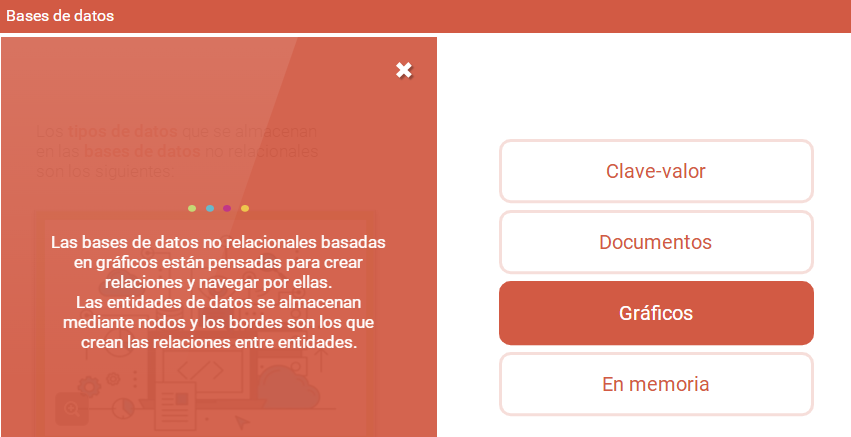 Bases de datos
Los tipos de datos que se almacenan
en las bases de datos no relacionales
son los siguientes:
Las bases de datos no relacionales basadas
en gráficos están pensadas para crear
relaciones y navegar por ellas.
Las entidades de datos se almacenan
mediante nodos y los bordes son los que
crean las relaciones entre entidades.
Clave-valor
Documentos
Gráficos
En memoria